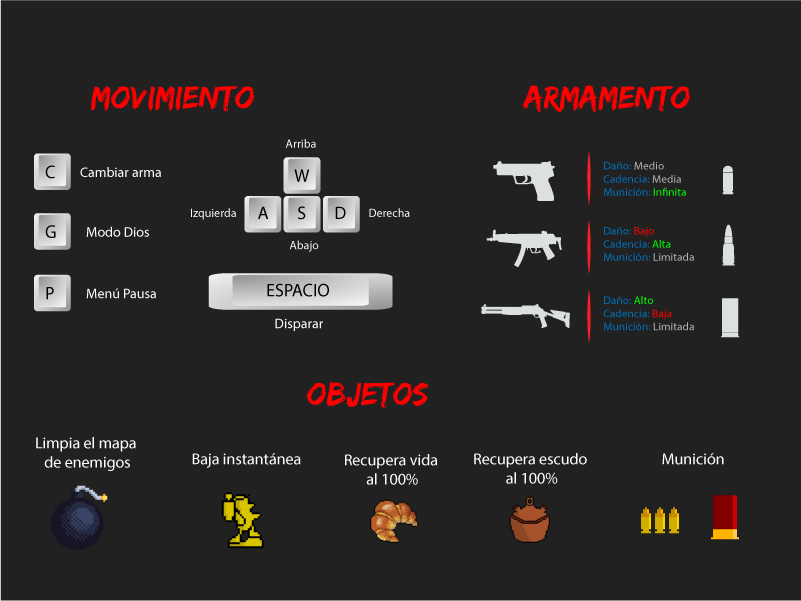 MOVIMIENTO
C
Cambiar arma
G
Modo Dios
P
Menú Pausa
Arriba
W
Izquierda
A
S
D
Derecha
Abajo
ESPACIO
Disparar
ARMAMENTO
Daño: Medio
Cadencia: Media
Munición: Infinita
Daño: Bajo
Cadencia: Alta
Munición: Limitada
Daño: Alto
Cadencia: Baja
Munición: Limitada
OBJETOS
Limpia el mapa
de enemigos
Baja instantánea
Recupera vida
al 100%
Recupera escudo
al 100%
Munición